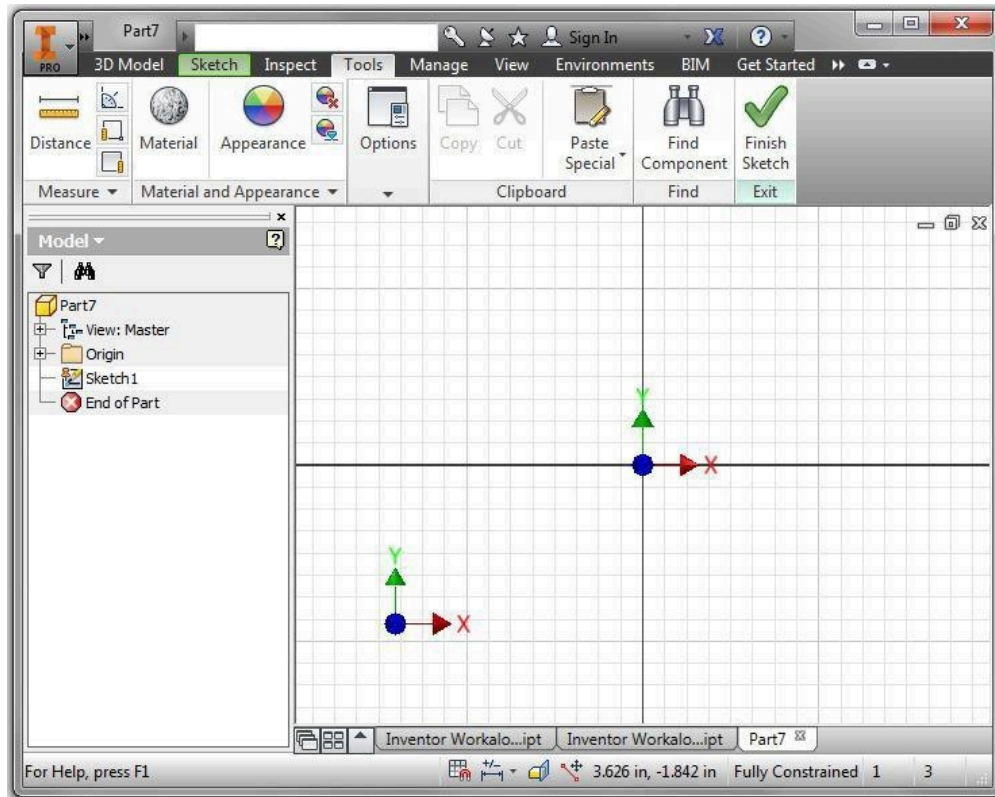 Part7
Sign In
PRO
3D Model Sketch Inspect Tools Manage View Environments BIM Get Started
Distance Material Appearance Options Copy Cut Paste Special Find Component Finish Sketch
Measure Material and Appearance Clipboard Find Exit
Model
Part7
View: Master
Origin
Sketch1
End of Part
Y
X
Y
X
Inventor Workalo...ipt Inventor Workalo...ipt Part7
For Help, press F1 3.626 in, -1.842 in Fully Constrained 1 3